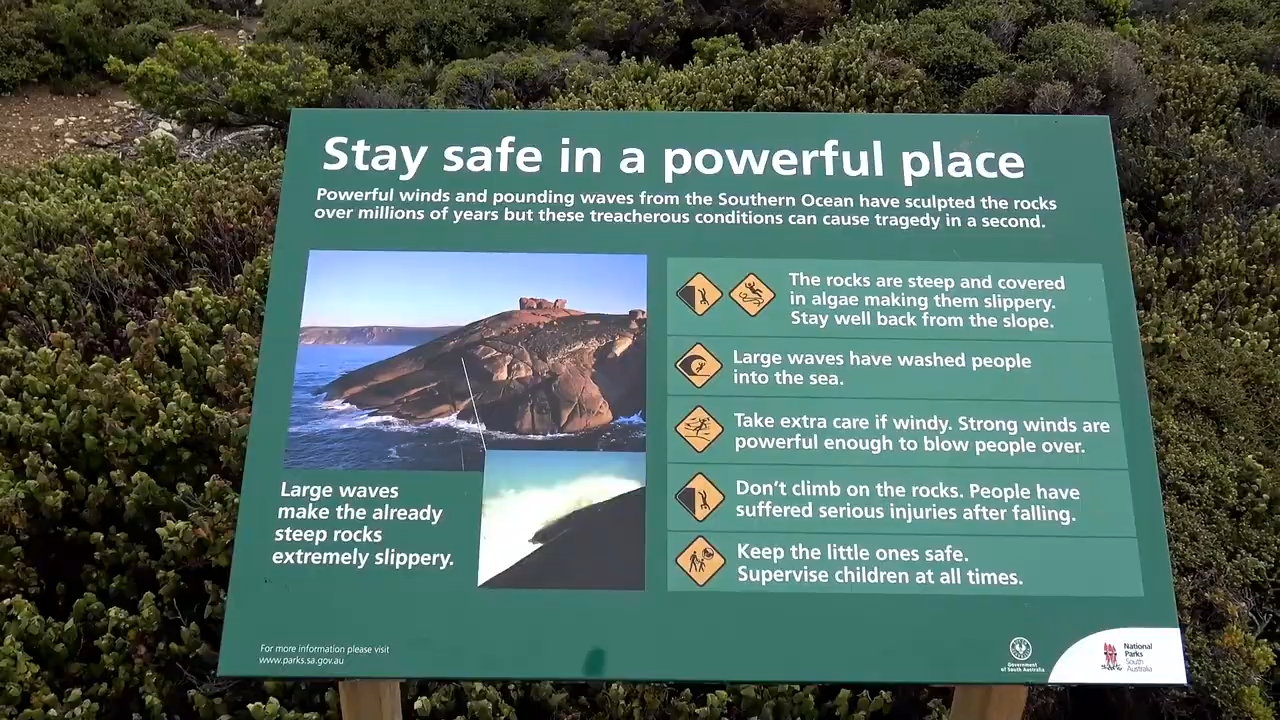 Stay safe in a powerful place
Powerful winds and pounding waves from the Southern Ocean have sculpted the rocks
over millions of years but these treacherous conditions can cause tragedy in a second.
The rocks are steep and covered
in algae making them slippery.
Stay well back from the slope.
Large waves have washed people
into the sea.
Take extra care if windy. Strong winds are
powerful enough to blow people over.
Don't climb on the rocks. People have
suffered serious injuries after falling.
Keep the little ones safe.
Supervise children at all times.
Large waves
make the already
steep rocks
extremely slippery.
For more information please visit
www.parks.sa.gov.au
Government
of South Australia
National
Parks
South
Australia